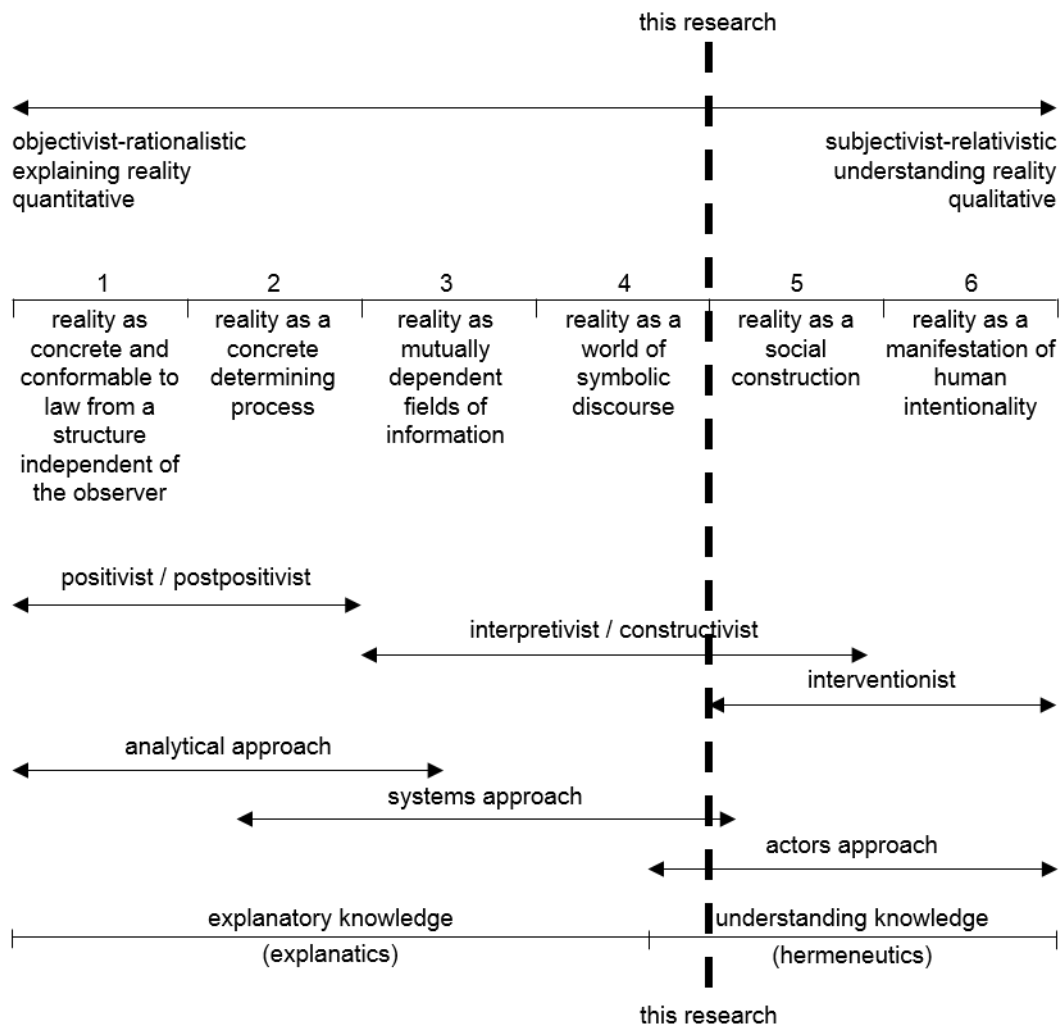 this research
objectivist-rationalistic
explaining reality
quantitative
subjectivist-relativistic
understanding reality
qualitative
1
2
3
4
5
6
reality as
concrete and
conformable to
law from a
structure
independent of
the observer
reality as a
concrete
determining
process
reality as
mutually
dependent
fields of
information
reality as a
world of
symbolic
discourse
reality as a
social
construction
reality as a
manifestation of
human
intentionality
positivist / postpositivist
interpretivist / constructivist
interventionist
analytical approach
systems approach
actors approach
explanatory knowledge
(explanatics)
understanding knowledge
(hermeneutics)
this research